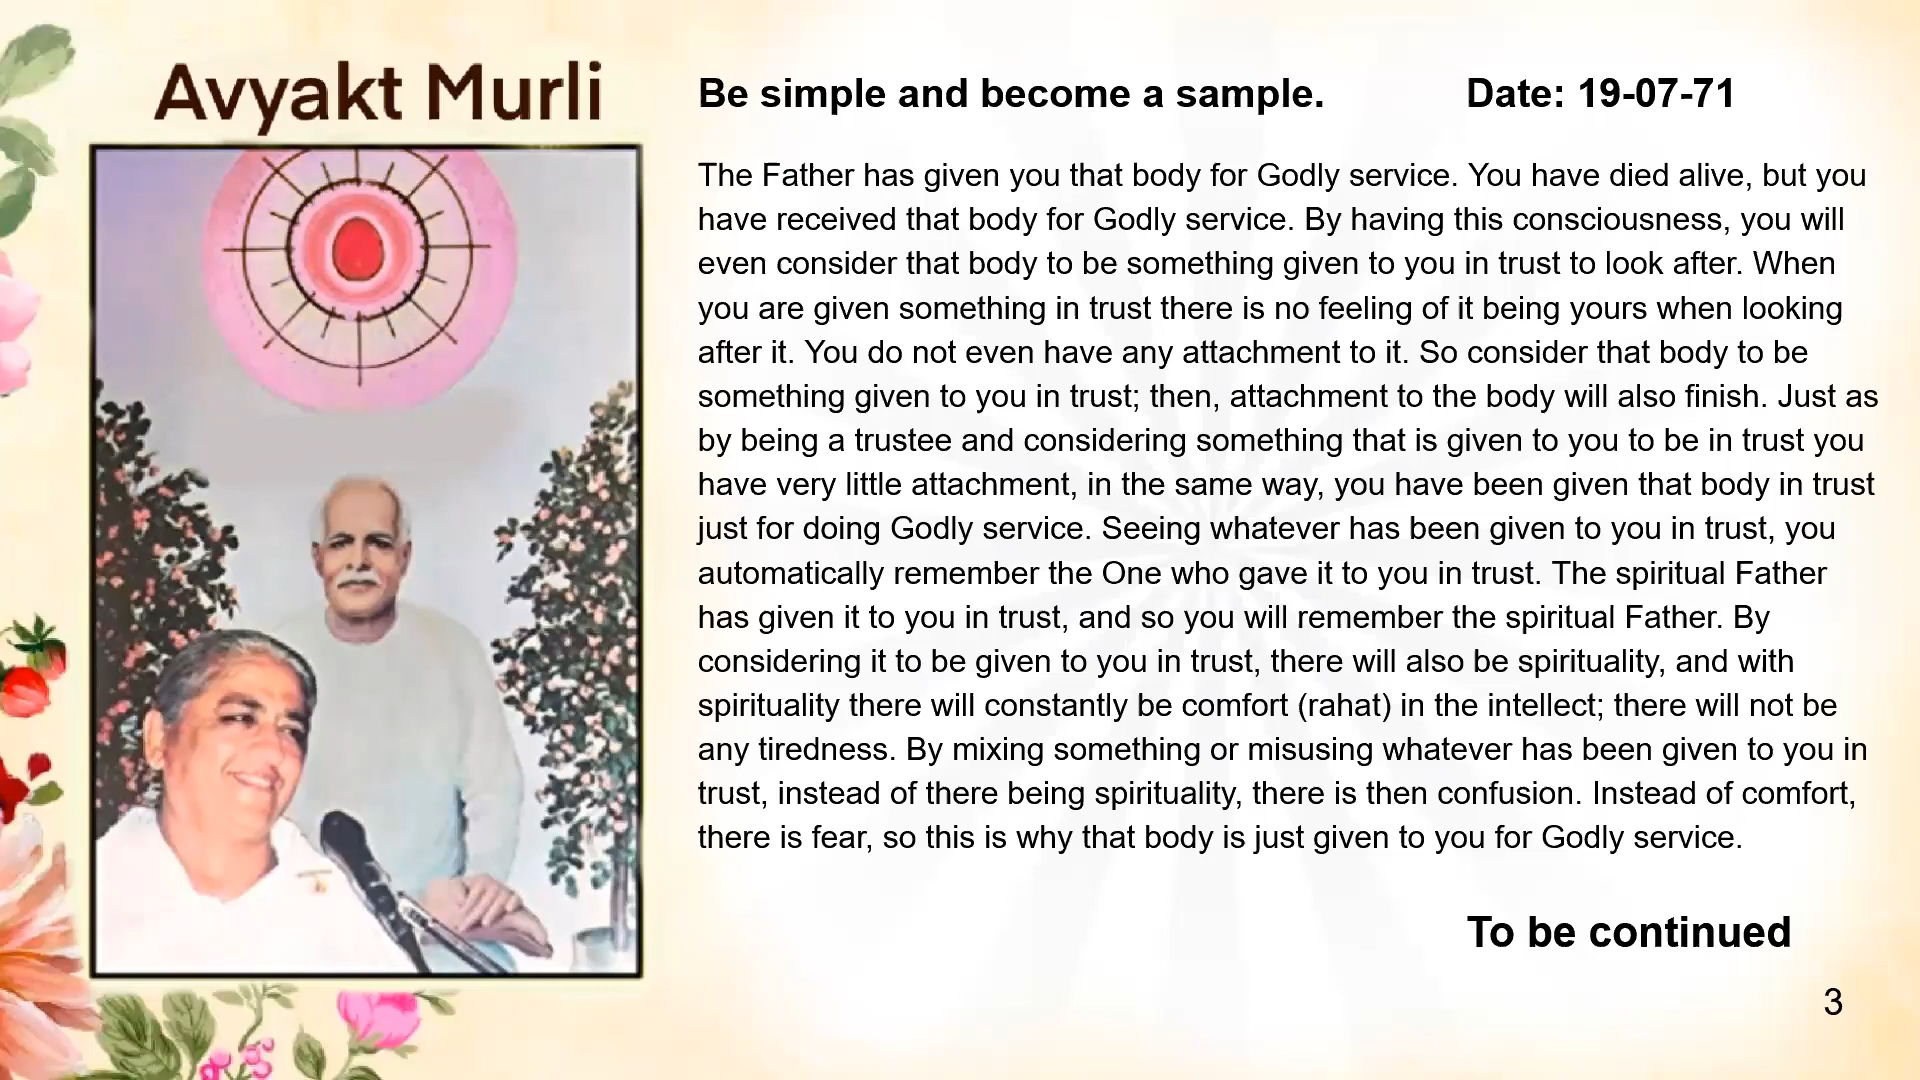 Avyakt Murli
Be simple and become a sample. Date: 19-07-71
The Father has given you that body for Godly service. You have died alive, but you
have received that body for Godly service. By having this consciousness, you will
even consider that body to be something given to you in trust to look after. When
you are given something in trust there is no feeling of it being yours when looking
after it. You do not even have any attachment to it. So consider that body to be
something given to you in trust; then, attachment to the body will also finish. Just as
by being a trustee and considering something that is given to you to be in trust you
have very little attachment, in the same way, you have been given that body in trust
just for doing Godly service. Seeing whatever has been given to you in trust, you
automatically remember the One who gave it to you in trust. The spiritual Father
has given it to you in trust, and so you will remember the spiritual Father. By
considering it to be given to you in trust, there will also be spirituality, and with
spirituality there will constantly be comfort (rahat) in the intellect; there will not be
any tiredness. By mixing something or misusing whatever has been given to you in
trust, instead of there being spirituality, there is then confusion. Instead of comfort,
there is fear, so this is why that body is just given to you for Godly service.
To be continued
3